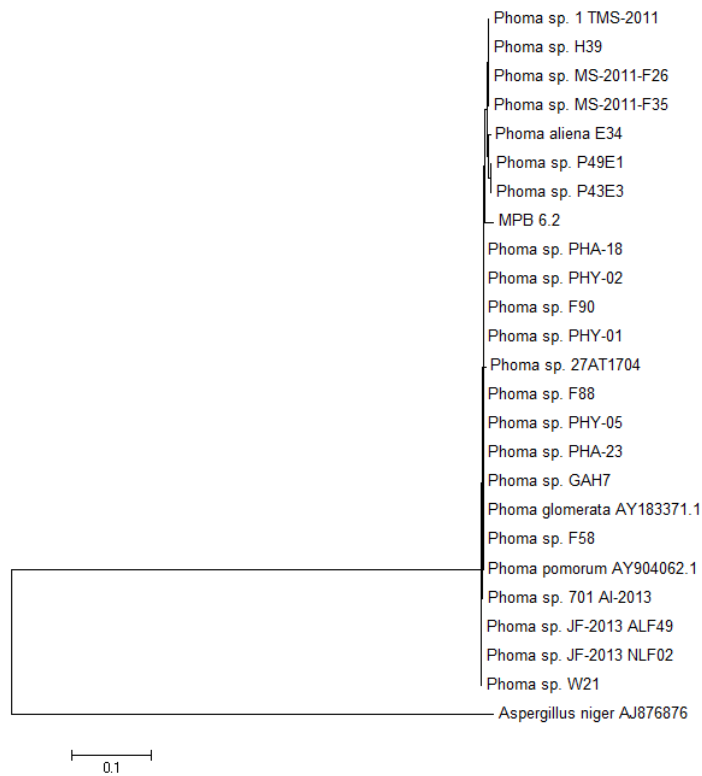 Phoma sp. 1 TMS-2011
Phoma sp. H39
Phoma sp. MS-2011-F26
Phoma sp. MS-2011-F35
Phoma aliena E34
Phoma sp. P49E1
Phoma sp. P43E3
MPB 6.2
Phoma sp. PHA-18
Phoma sp. PHY-02
Phoma sp. F90
Phoma sp. PHY-01
Phoma sp. 27AT1704
Phoma sp. F88
Phoma sp. PHY-05
Phoma sp. PHA-23
Phoma sp. GAH7
Phoma glomerata AY183371.1
Phoma sp. F58
Phoma pomorum AY904062.1
Phoma sp. 701 AI-2013
Phoma sp. JF-2013 ALF49
Phoma sp. JF-2013 NLF02
Phoma sp. W21
Aspergillus niger AJ876876
0.1